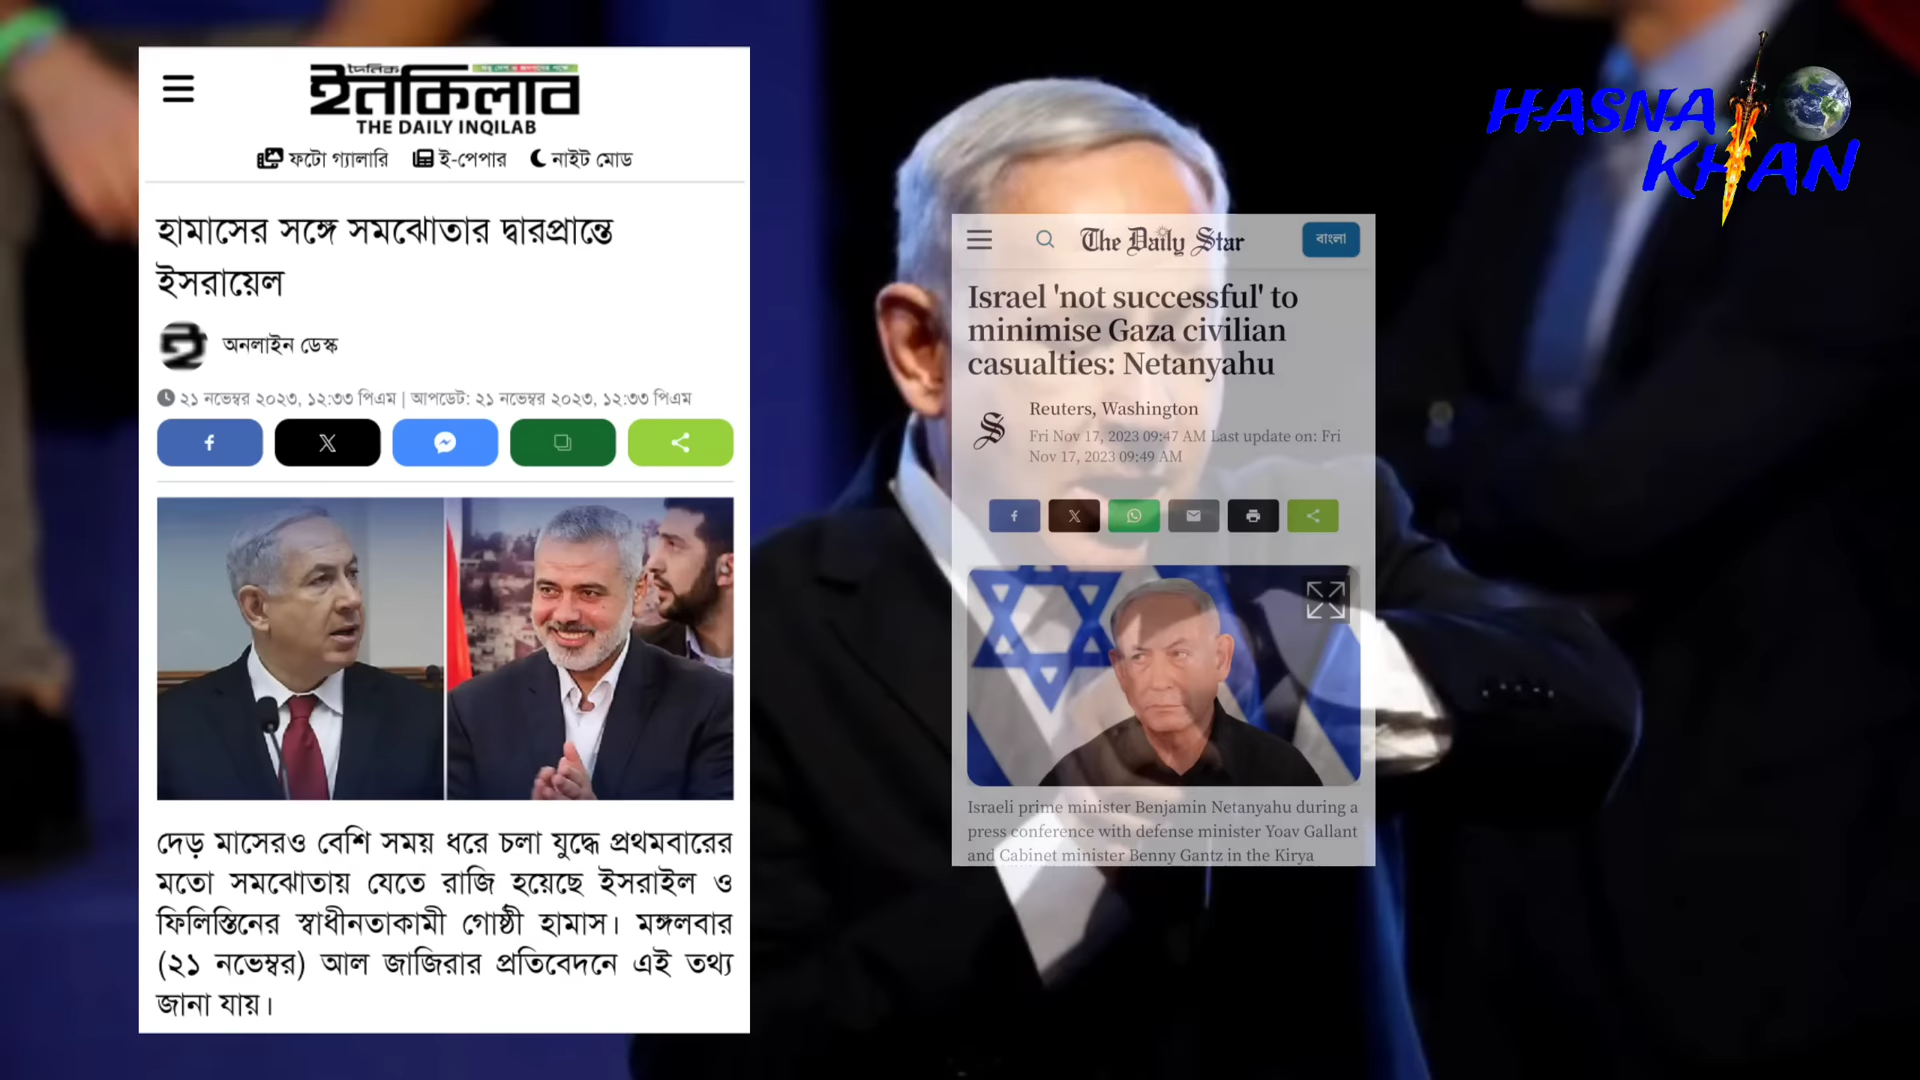 দৈনিক
ইনকিলাব
THE DAILY INQILAB
ফটো গ্যালারি ই-পেপার নাইট মোড
হামাসের সঙ্গে সমঝোতার দ্বারপ্রান্তে
ইসরায়েল
অনলাইন ডেস্ক
২১ নভেম্বর ২০২৩, ১২:৩৩ পিএম | আপডেট: ২১ নভেম্বর ২০২৩, ১২:৩৩ পিএম
দেড় মাসেরও বেশি সময় ধরে চলা যুদ্ধে প্রথমবারের
মতো সমঝোতায় যেতে রাজি হয়েছে ইসরাইল ও
ফিলিস্তিনের স্বাধীনতাকামী গোষ্ঠী হামাস। মঙ্গলবার
(২১ নভেম্বর) আল জাজিরার প্রতিবেদনে এই তথ্য
জানা যায়।
The Daily Star
বাংলা
Israel 'not successful' to
minimise Gaza civilian
casualties: Netanyahu
Reuters, Washington
Fri Nov 17, 2023 09:47 AM Last update on: Fri
Nov 17, 2023 09:49 AM
Israeli prime minister Benjamin Netanyahu during a
press conference with defense minister Yoav Gallant
and Cabinet minister Benny Gantz in the Kirya
HASNA
KHAN